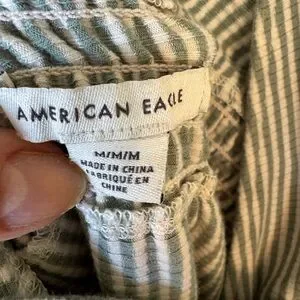 AMERICAN EAGLE
M/M/M
MADE IN CHINA
FABRIQUÉ EN
CHINE